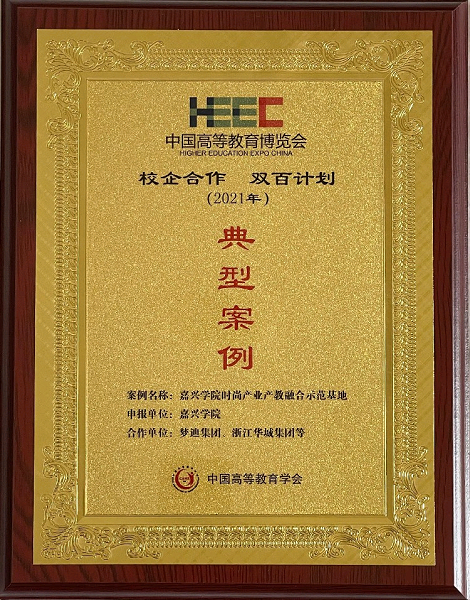 HEEC
中国高等教育博览会
HIGHER EDUCATION EXPO CHINA
校企合作 双百计划
(2021年)
典型案例
案例名称：嘉兴学院时尚产业产教融合示范基地
申报单位：嘉兴学院
合作单位：梦迪集团、浙江华城集团等
中国高等教育学会